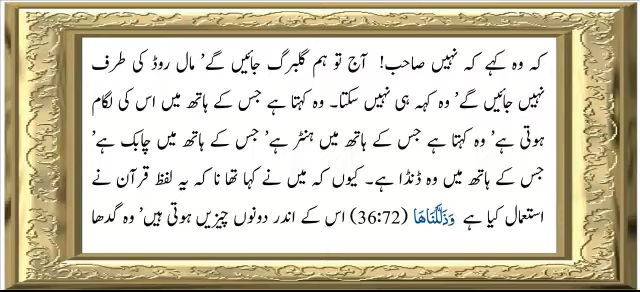 کہ وہ کہے کہ نہیں صاحب! آج تو ہم گلبرگ جائیں گے’ مال روڈ کی طرف
نہیں جائیں گے’ وہ کہہ ہی نہیں سکتا۔ وہ کہتا ہے جس کے ہاتھ میں اس کی لگام
ہوتی ہے’ وہ کہتا ہے جس کے ہاتھ میں ہنٹر ہے’ جس کے ہاتھ میں چابک ہے’
جس کے ہاتھ میں وہ ڈنڈا ہے۔ کیوں کہ میں نے کہا تھا نا کہ یہ لفظ قرآن نے
استعمال کیا ہے وَذَلَّلْنَاهَا (36:72) اس کے اندر دونوں چیزیں ہوتی ہیں’ وہ گدھا